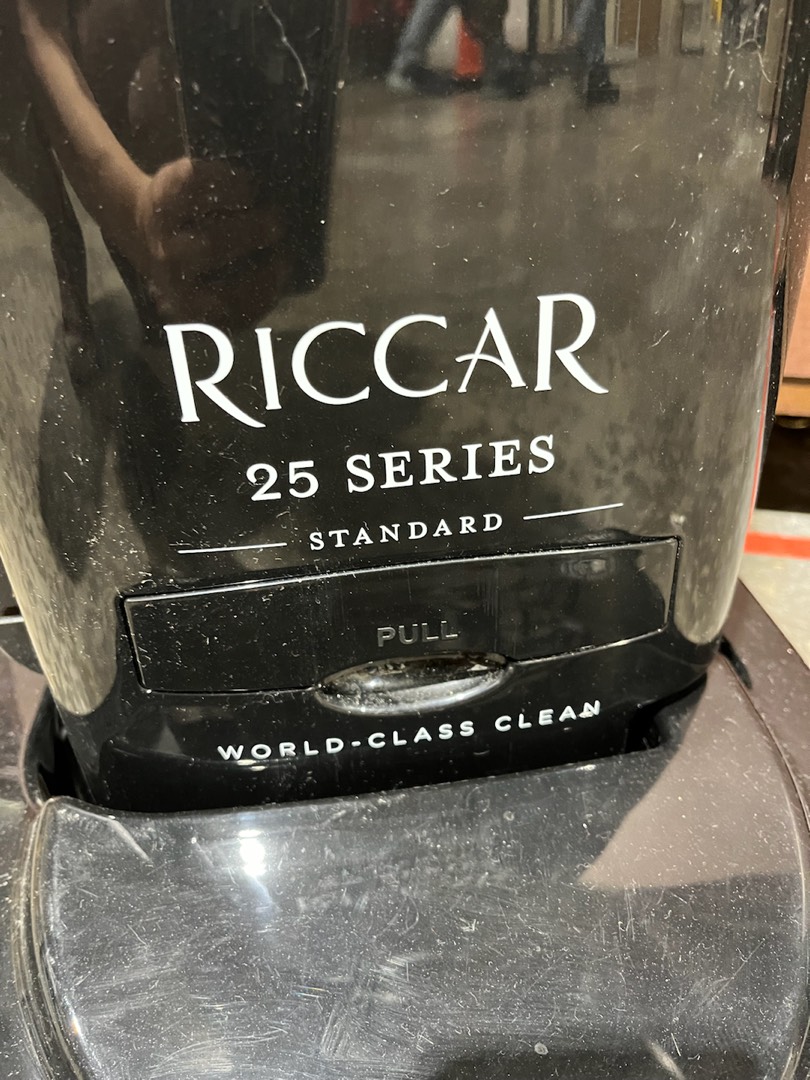 RICCAR
25 SERIES
STANDARD
PULL
WORLD-CLASS CLEAN